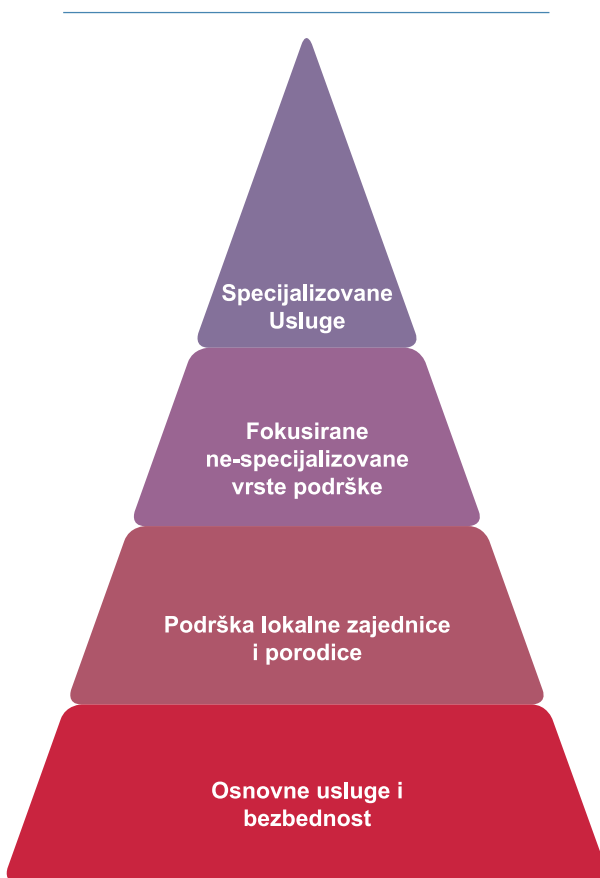 Specijalizovane
Usluge
Fokusirane
ne-specijalizovane
vrste podrške
Podrška lokalne zajednice
i porodice
Osnovne usluge i
bezbednost